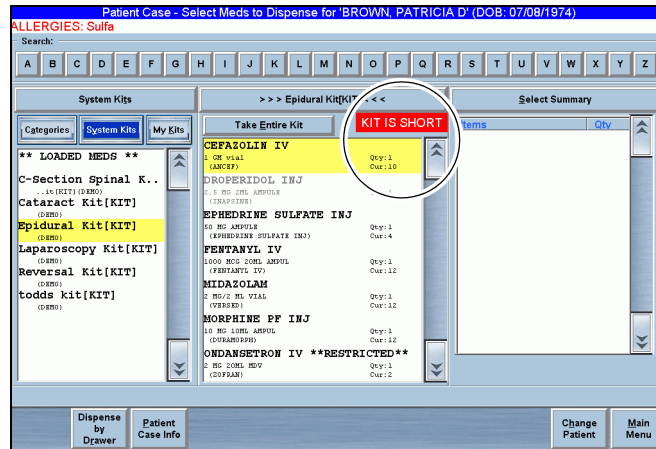 Patient Case - Select Meds to Dispense for 'BROWN, PATRICIA D' (DOB: 07/08/1974)
ALLERGIES: Sulfa
Search:
A B C D E F G H I J K L M N O P Q R S T U V W X Y Z
System Kits
> > > Epidural Kit[KIT] < <
Select Summary
Categories System Kits My Kits
Take Entire Kit
KIT IS SHORT
Items Qty
** LOADED MEDS **
C-Section Spinal K..
..it[KIT](DEMO)
Cataract Kit[KIT]
(DEMO)
Epidural Kit[KIT]
(DEMO)
Laparoscopy Kit[KIT]
(DEMO)
Reversal Kit[KIT]
(DEMO)
todds kit[KIT]
(DEMO)
CEFAZOLIN IV
1 GM vial Qty:1
(ANCEF) Cur:10
DROPERIDOL INJ
2.5 MG 2ML AMPULE
(INAPSINE)
EPHEDRINE SULFATE INJ
50 MG AMPULE Qty:1
(EPHEDRINE SULFATE INJ) Cur:4
FENTANYL IV
1000 MCG 20ML AMPUL Qty:1
(FENTANYL IV) Cur:12
MIDAZOLAM
2 MG/2 ML VIAL Qty:1
(VERSED) Cur:12
MORPHINE PF INJ
10 MG 10ML AMPUL Qty:1
(DURAMORPH) Cur:12
ONDANSETRON IV **RESTRICTED**
2 MG 20ML MDV Qty:1
(ZOFRAN) Cur:2
Dispense by Drawer
Patient Case Info
Change Patient
Main Menu